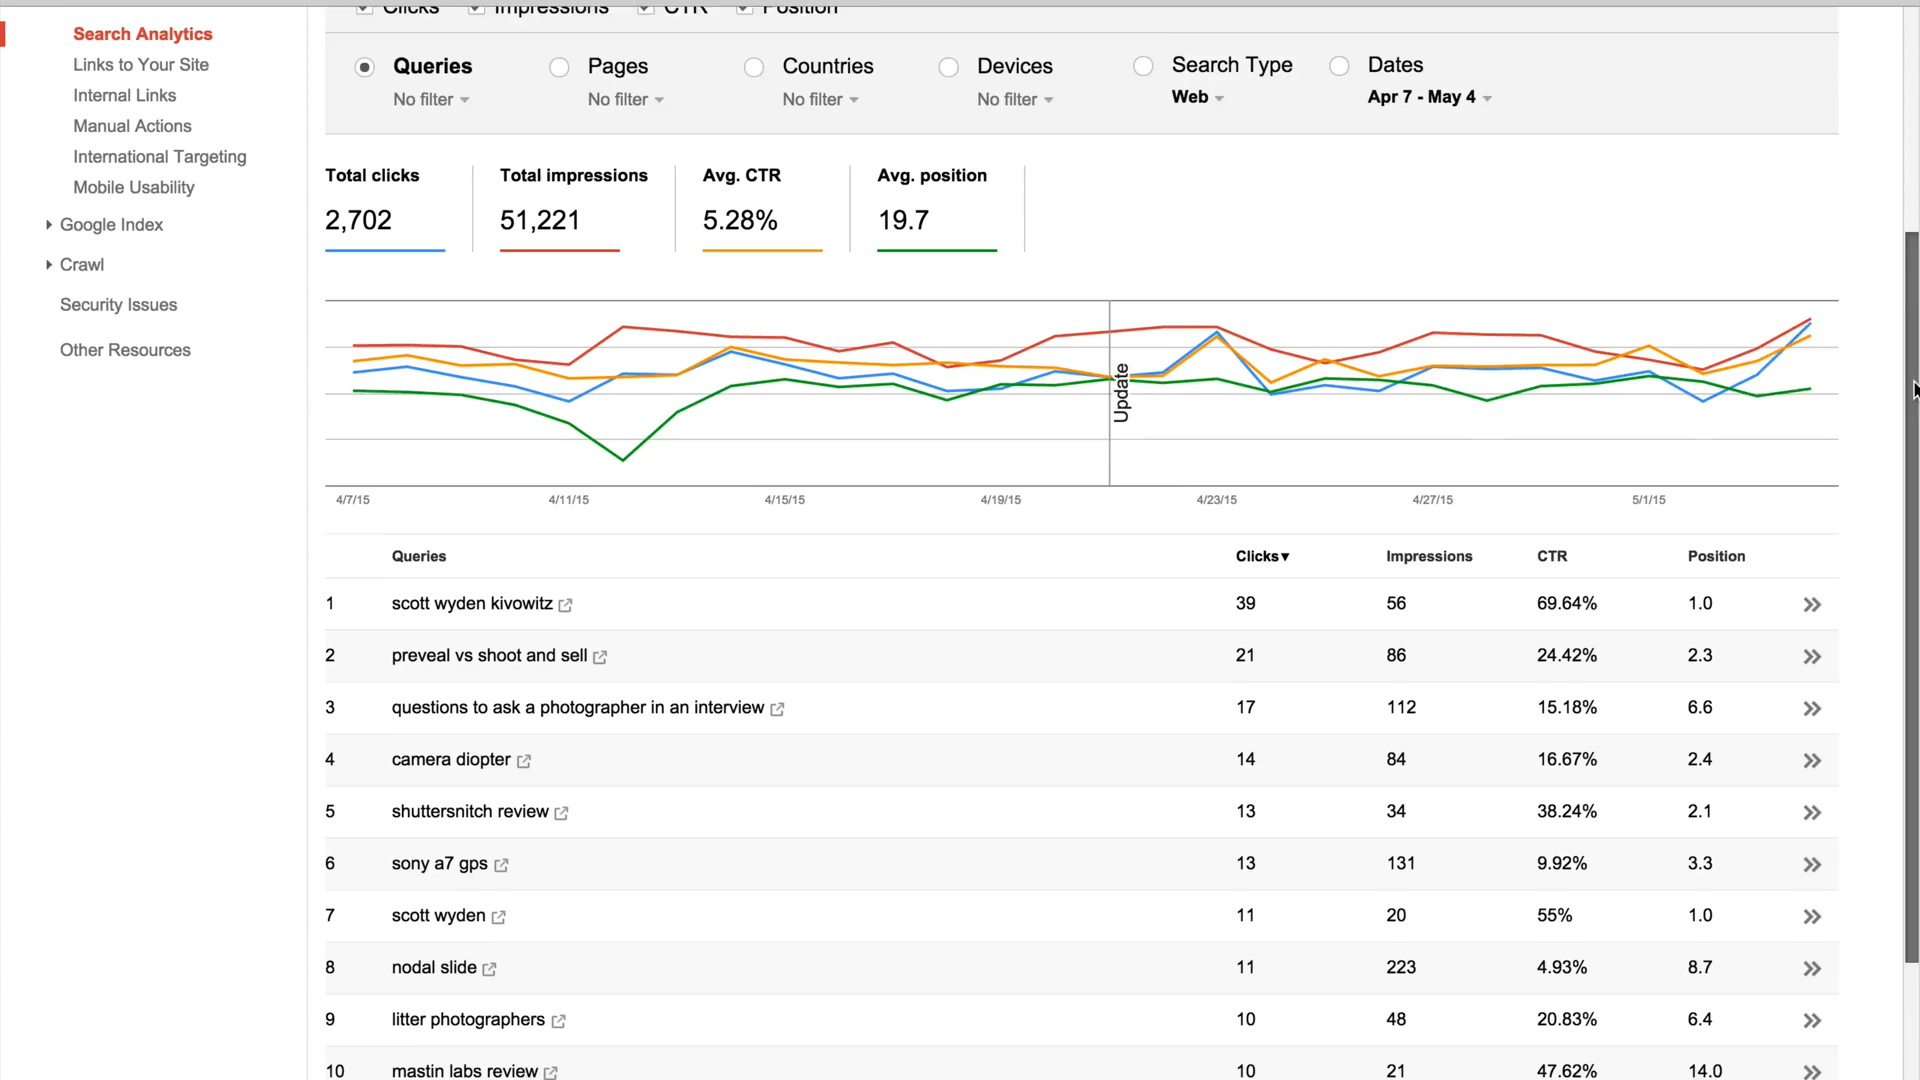 Clicks Impressions CTR Position
Search Analytics
Links to Your Site
Internal Links
Manual Actions
International Targeting
Mobile Usability
Google Index
Crawl
Security Issues
Other Resources
Queries Pages Countries Devices Search Type Dates
No filter No filter No filter No filter Web Apr 7 - May 4
Total clicks Total impressions Avg. CTR Avg. position
2,702 51,221 5.28% 19.7
Update
4/7/15 4/11/15 4/15/15 4/19/15 4/23/15 4/27/15 5/1/15
Queries Clicks▼ Impressions CTR Position
1 scott wyden kivowitz 39 56 69.64% 1.0
2 preveal vs shoot and sell 21 86 24.42% 2.3
3 questions to ask a photographer in an interview 17 112 15.18% 6.6
4 camera diopter 14 84 16.67% 2.4
5 shuttersnitch review 13 34 38.24% 2.1
6 sony a7 gps 13 131 9.92% 3.3
7 scott wyden 11 20 55% 1.0
8 nodal slide 11 223 4.93% 8.7
9 litter photographers 10 48 20.83% 6.4
10 mastin labs review 10 21 47.62% 14.0